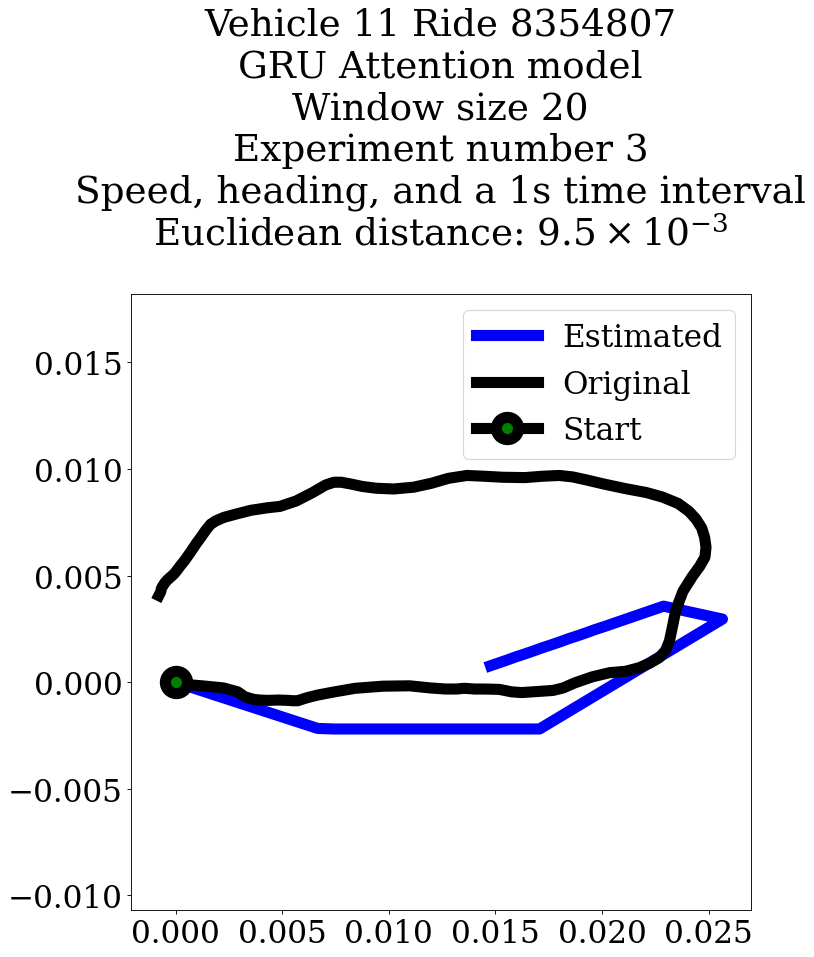 Vehicle 11 Ride 8354807
GRU Attention model
Window size 20
Experiment number 3
Speed, heading, and a 1s time interval
Euclidean distance: 9.5 × 10⁻³
Estimated
Original
Start
0.015
0.010
0.005
0.000
−0.005
−0.010
0.000 0.005 0.010 0.015 0.020 0.025